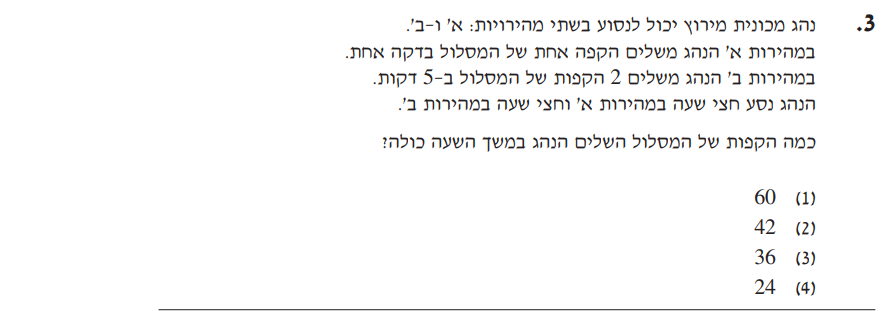 3. נהג מכונית מירוץ יכול לנסוע בשתי מהירויות: א' ו-ב'.
במהירות א' הנהג משלים הקפה אחת של המסלול בדקה אחת.
במהירות ב' הנהג משלים 2 הקפות של המסלול ב-5 דקות.
הנהג נסע חצי שעה במהירות א' וחצי שעה במהירות ב'.
כמה הקפות של המסלול השלים הנהג במשך השעה כולה?
(1) 60
(2) 42
(3) 36
(4) 24